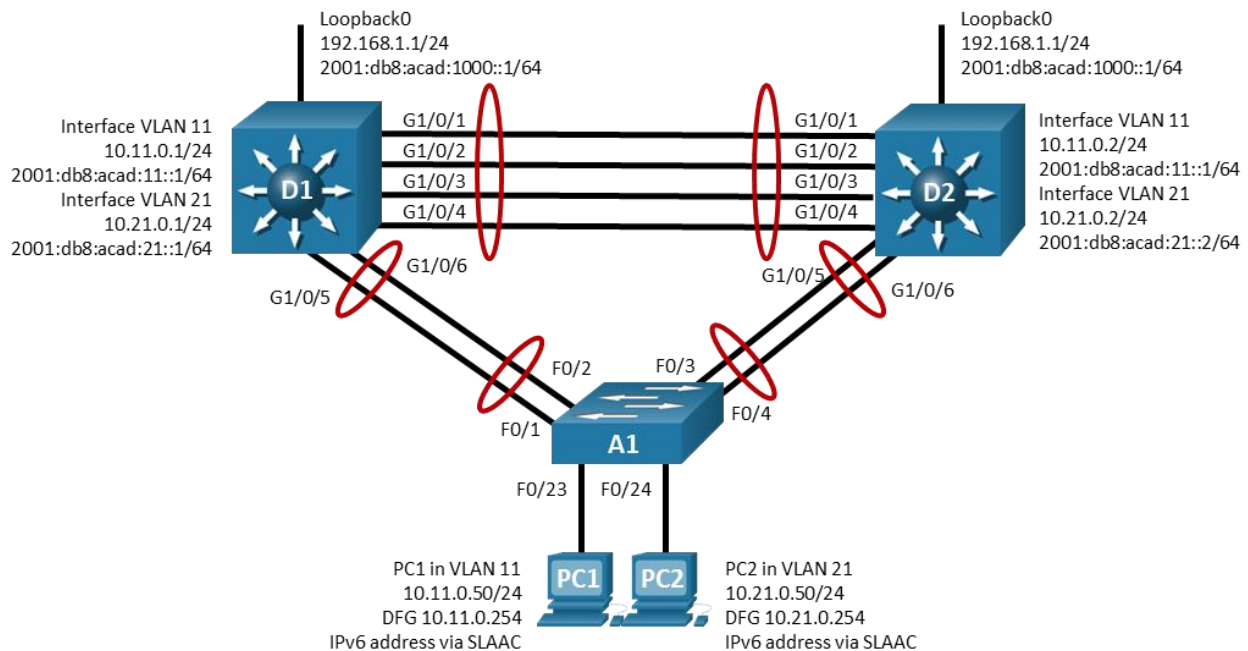 Loopback0
192.168.1.1/24
2001:db8:acad:1000::1/64
Loopback0
192.168.1.1/24
2001:db8:acad:1000::1/64
Interface VLAN 11
10.11.0.1/24
2001:db8:acad:11::1/64
Interface VLAN 21
10.21.0.1/24
2001:db8:acad:21::1/64
D1
G1/0/1
G1/0/2
G1/0/3
G1/0/4
G1/0/1
G1/0/2
G1/0/3
G1/0/4
D2
Interface VLAN 11
10.11.0.2/24
2001:db8:acad:11::1/64
Interface VLAN 21
10.21.0.2/24
2001:db8:acad:21::2/64
G1/0/6
G1/0/5
G1/0/5
G1/0/6
F0/2
F0/1
F0/3
F0/4
A1
F0/23
F0/24
PC1 in VLAN 11
10.11.0.50/24
DFG 10.11.0.254
IPv6 address via SLAAC
PC1
PC2
PC2 in VLAN 21
10.21.0.50/24
DFG 10.21.0.254
IPv6 address via SLAAC